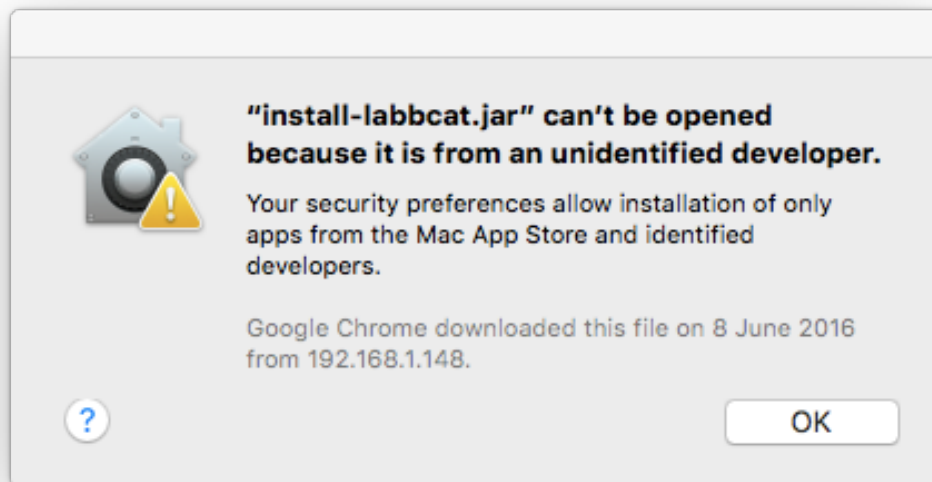 “install-labbcat.jar” can’t be opened
because it is from an unidentified developer.
Your security preferences allow installation of only
apps from the Mac App Store and identified
developers.
Google Chrome downloaded this file on 8 June 2016
from 192.168.1.148.
?
OK